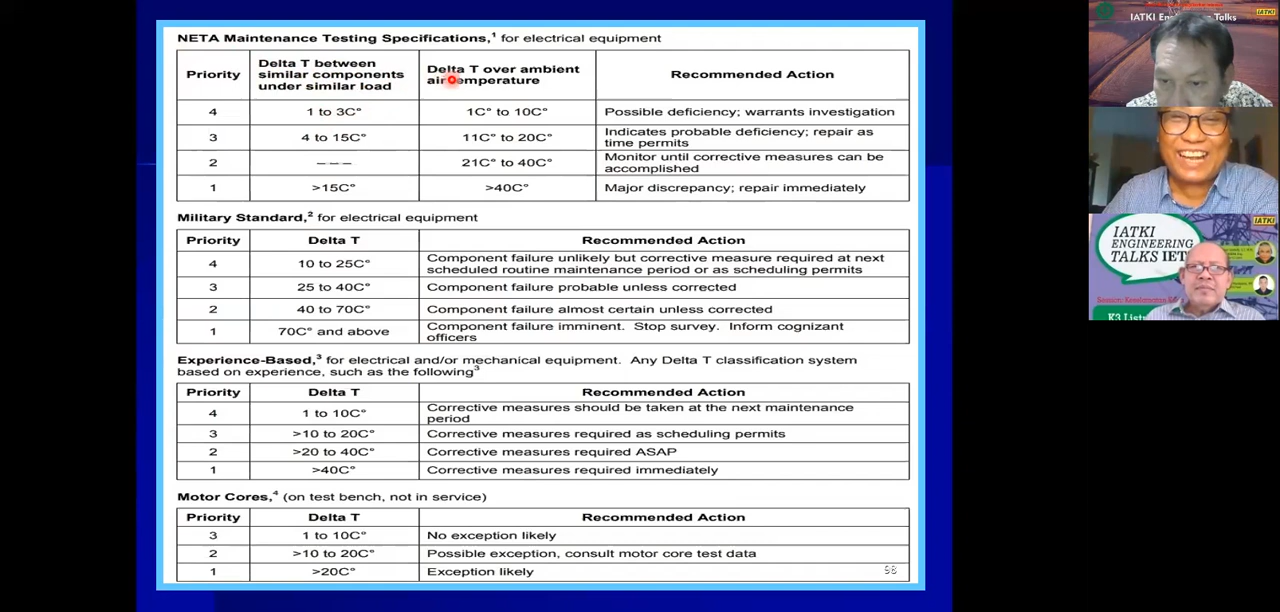 NETA Maintenance Testing Specifications,1 for electrical equipment
Priority
Delta T between
similar components
under similar load
Delta T over ambient
air temperature
Recommended Action
4 1 to 3C° 1C° to 10C° Possible deficiency; warrants investigation
3 4 to 15C° 11C° to 20C° Indicates probable deficiency; repair as
time permits
2 --- 21C° to 40C° Monitor until corrective measures can be
accomplished
1 >15C° >40C° Major discrepancy; repair immediately
Military Standard,2 for electrical equipment
Priority Delta T Recommended Action
4 10 to 25C° Component failure unlikely but corrective measure required at next
scheduled routine maintenance period or as scheduling permits
3 25 to 40C° Component failure probable unless corrected
2 40 to 70C° Component failure almost certain unless corrected
1 70C° and above Component failure imminent. Stop survey. Inform cognizant
officers
Experience-Based,3 for electrical and/or mechanical equipment. Any Delta T classification system
based on experience, such as the following3
Priority Delta T Recommended Action
4 1 to 10C° Corrective measures should be taken at the next maintenance
period
3 >10 to 20C° Corrective measures required as scheduling permits
2 >20 to 40C° Corrective measures required ASAP
1 >40C° Corrective measures required immediately
Motor Cores,4 (on test bench, not in service)
Priority Delta T Recommended Action
3 1 to 10C° No exception likely
2 >10 to 20C° Possible exception, consult motor core test data
1 >20C° Exception likely
98
IATKI
IATKI En Talks
IATKI
IATKI
ENGINEERING
TALKS IET
Session:
K3 Listr